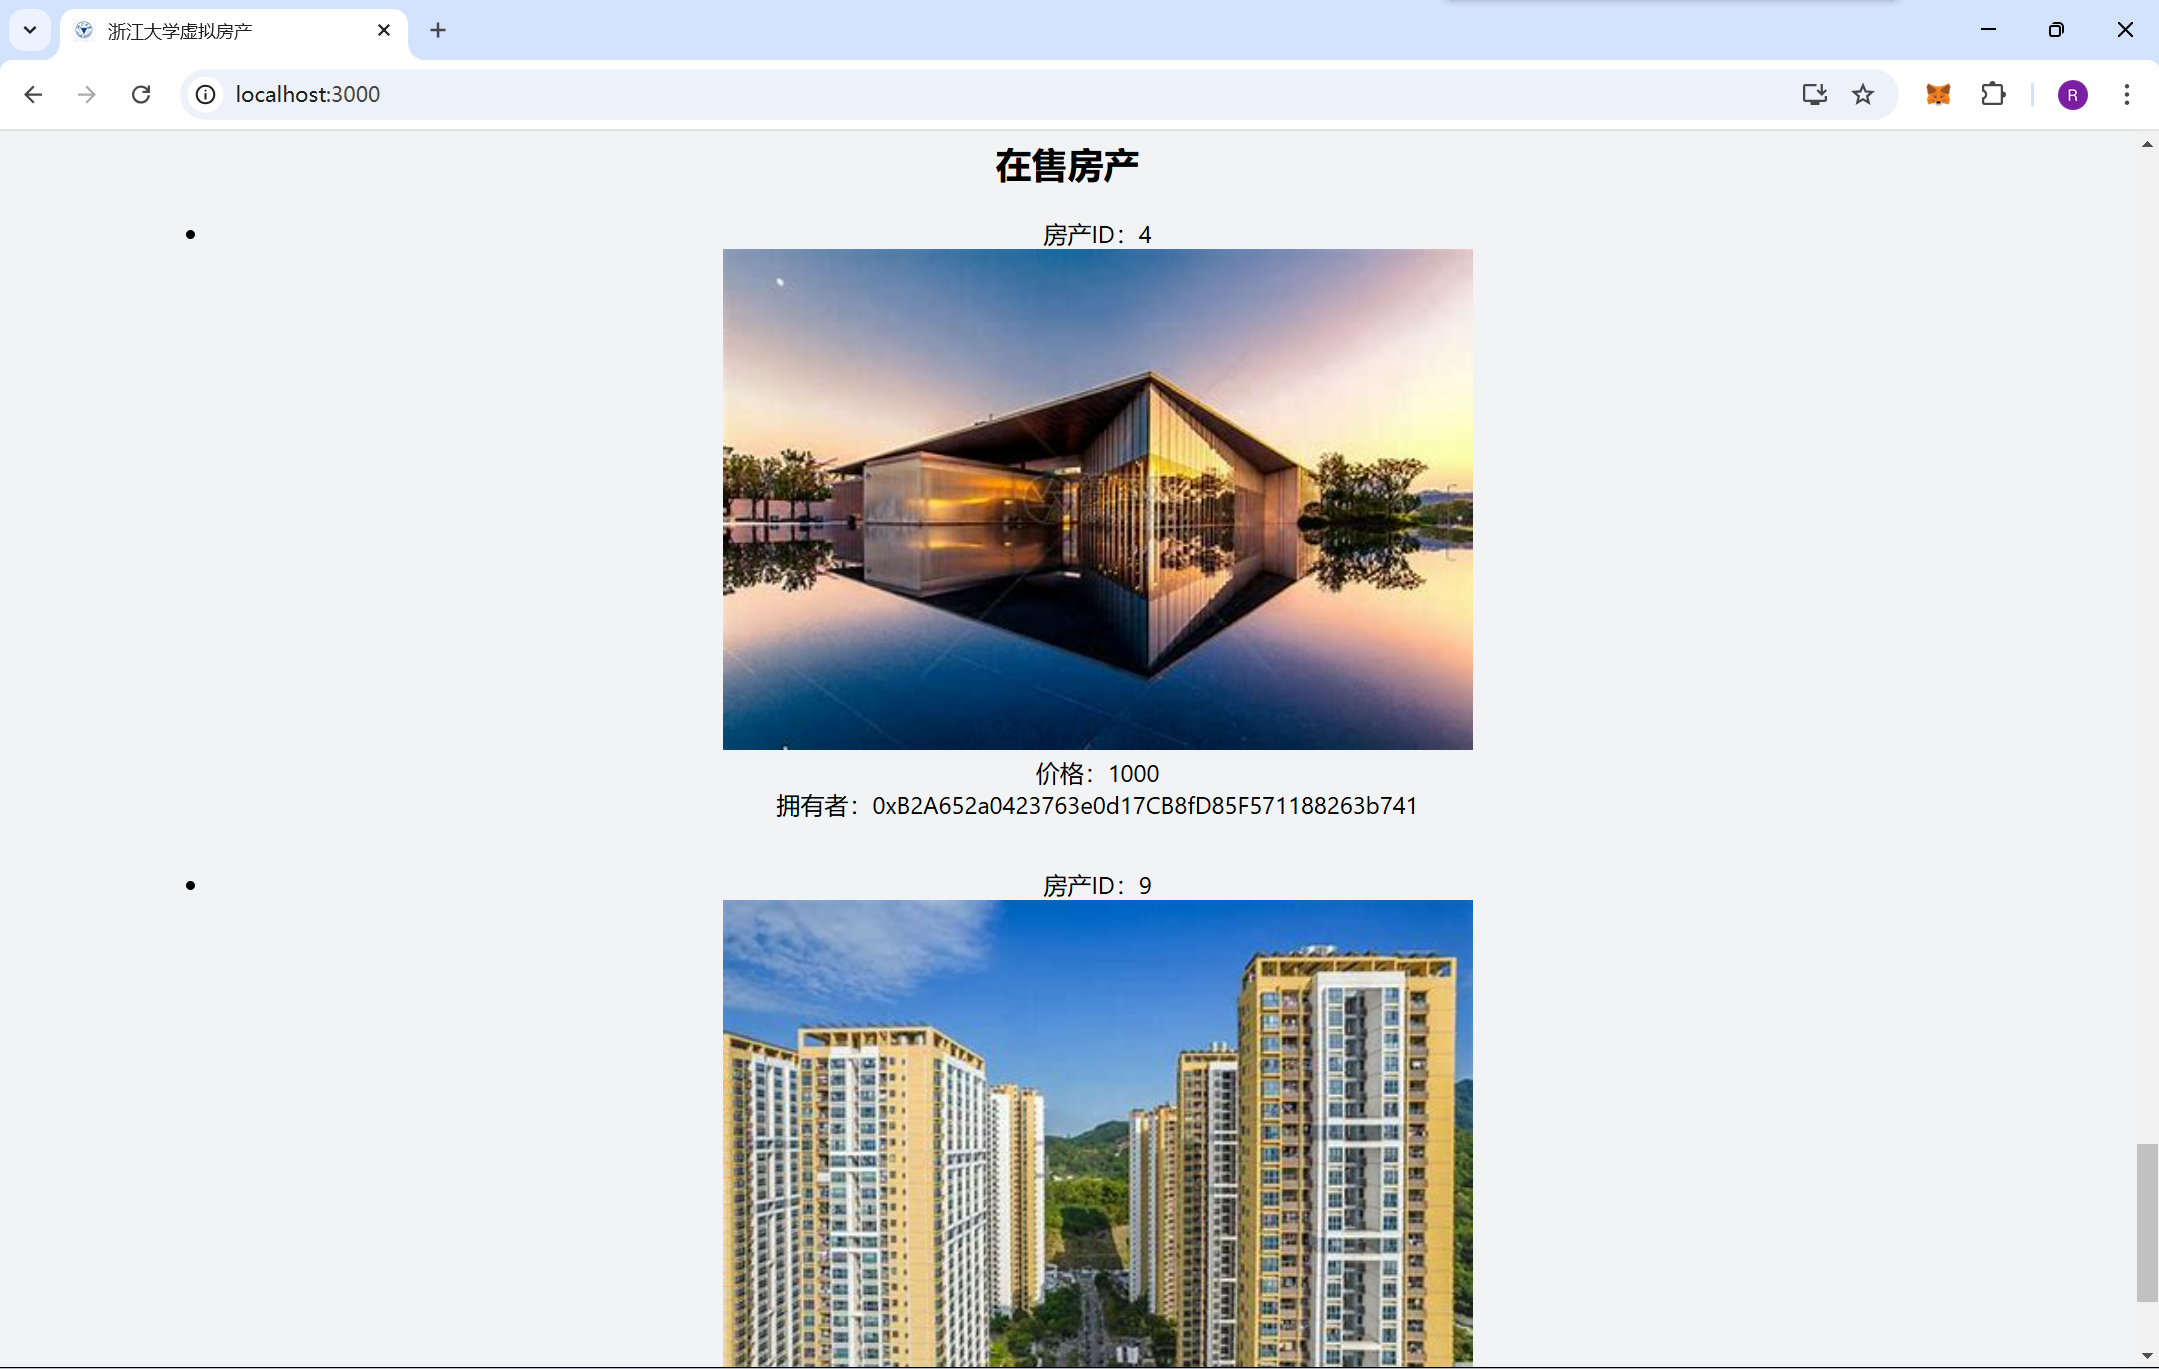 浙江大学虚拟房产
localhost:3000
R
在售房产
房产ID：4
价格：1000
拥有者：0xB2A652a0423763e0d17CB8fD85F571188263b741
房产ID：9